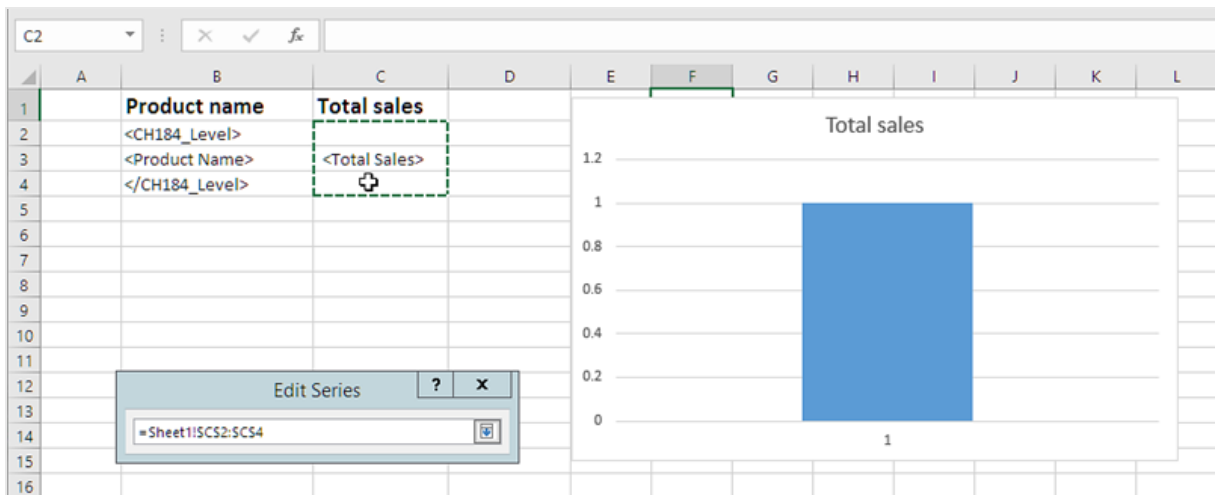 C2 fx
A B C D E F G H I J K L
1 Product name Total sales
2 <CH184_Level>
3 <Product Name> <Total Sales>
4 </CH184_Level>
5
6
7
8
9
10
11
12
13
14
15
16
Total sales
1.2
1
0.8
0.6
0.4
0.2
0
1
Edit Series ? x
=Sheet1!$C$2:$C$4